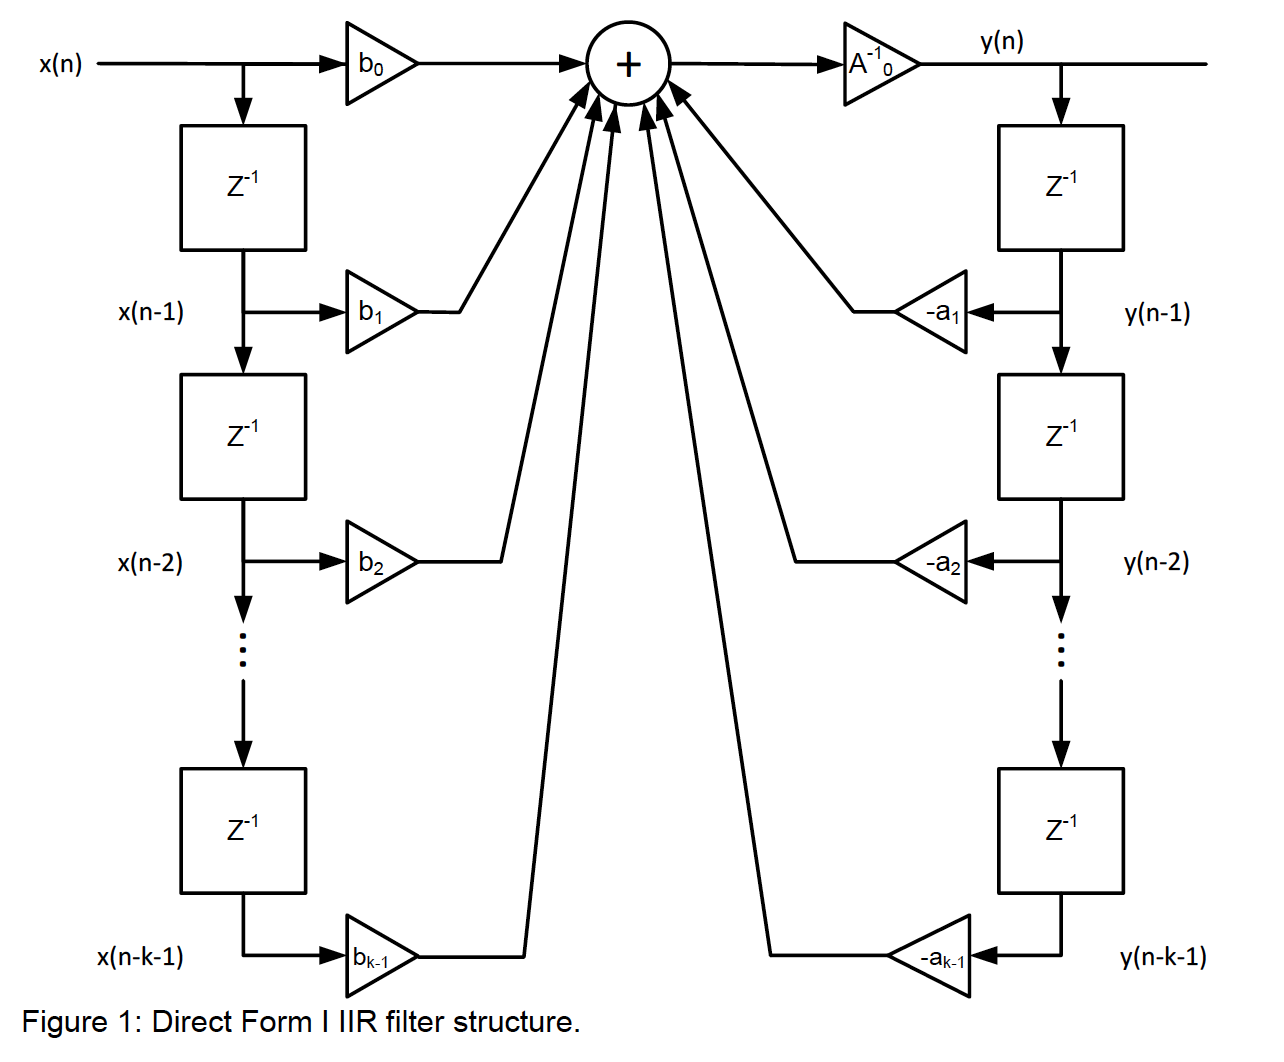 x(n) b0 + A-10 y(n)
Z-1 Z-1
x(n-1) b1 -a1 y(n-1)
Z-1 Z-1
x(n-2) b2 -a2 y(n-2)
Z-1 Z-1
x(n-k-1) bk-1 -ak-1 y(n-k-1)
Figure 1: Direct Form I IIR filter structure.